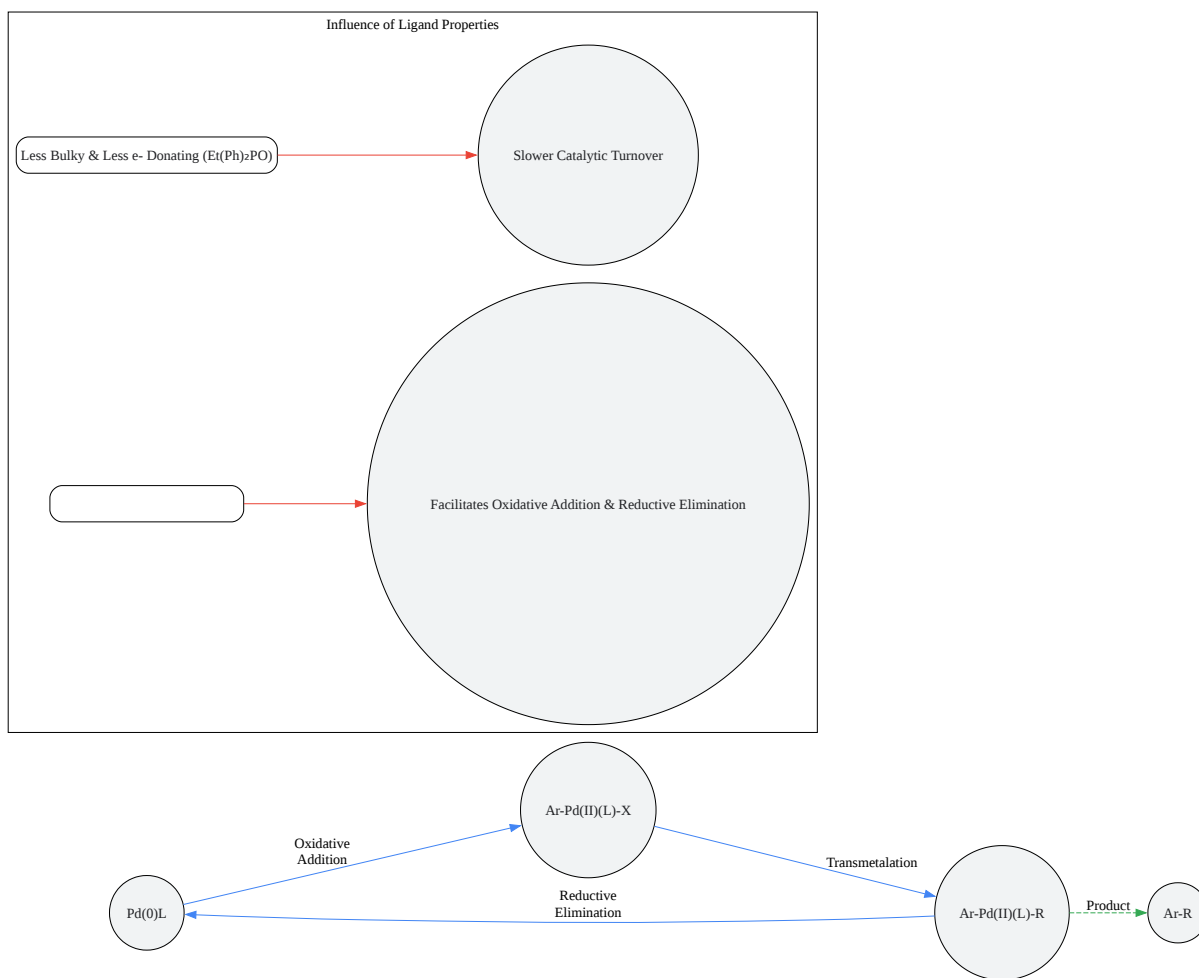 Influence of Ligand Properties
Less Bulky & Less e- Donating (Et(Ph)₂PO)
Slower Catalytic Turnover
Facilitates Oxidative Addition & Reductive Elimination
Ar-Pd(II)(L)-X
Oxidative
Addition
Transmetalation
Reductive
Elimination
Pd(0)L
Ar-Pd(II)(L)-R
Product
Ar-R